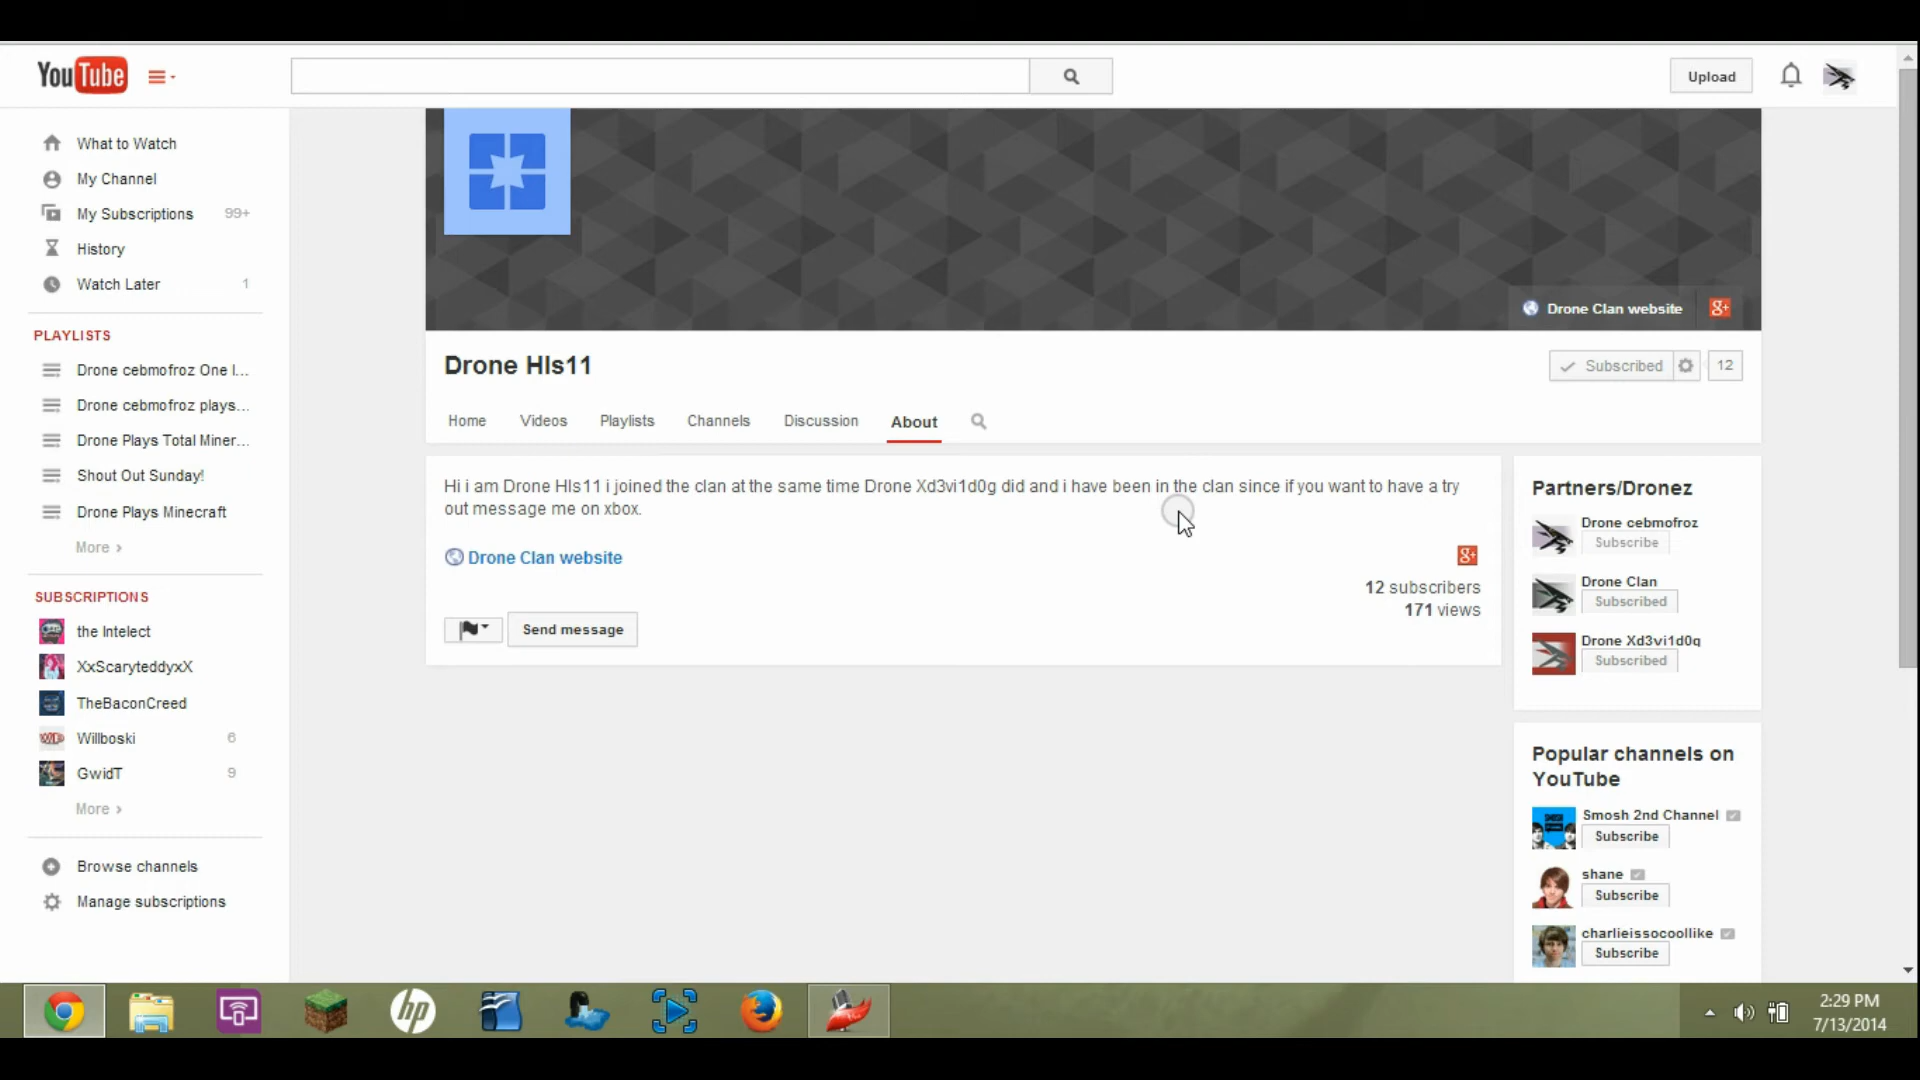 YouTube
Upload
What to Watch
My Channel
My Subscriptions 99+
History
Watch Later 1
PLAYLISTS
Drone cebmofroz One l...
Drone cebmofroz plays...
Drone Plays Total Miner...
Shout Out Sunday!
Drone Plays Minecraft
More ›
SUBSCRIPTIONS
the Intelect
XxScaryteddyxX
TheBaconCreed
Willboski 6
GwidT 9
More ›
Browse channels
Manage subscriptions
Drone Clan website g+
Drone Hls11
Subscribed 12
Home Videos Playlists Channels Discussion About
Hi i am Drone Hls11 i joined the clan at the same time Drone Xd3vi1d0g did and i have been in the clan since if you want to have a try
out message me on xbox.
Drone Clan website g+
12 subscribers
171 views
Send message
Partners/Dronez
Drone cebmofroz
Subscribe
Drone Clan
Subscribed
Drone Xd3vi1d0g
Subscribed
Popular channels on
YouTube
Smosh 2nd Channel
Subscribe
shane
Subscribe
charlieissocoollike
Subscribe
hp
2:29 PM
7/13/2014